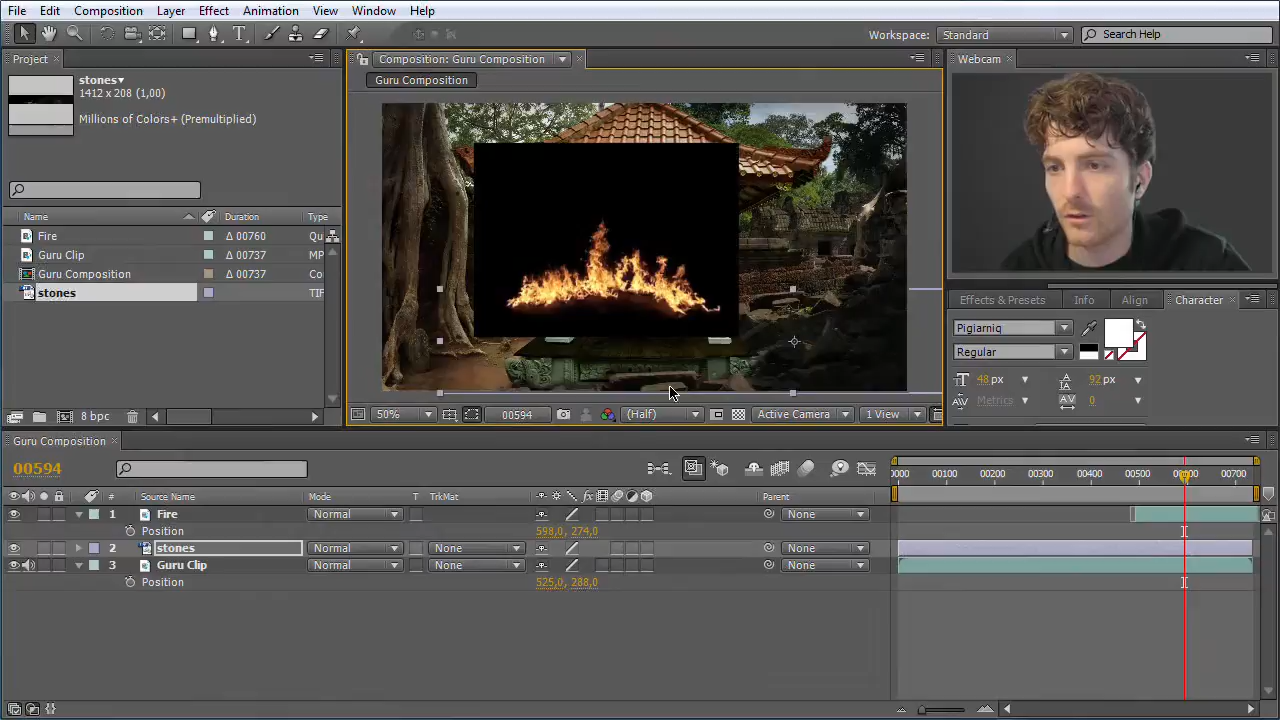 File Edit Composition Layer Effect Animation View Window Help
Workspace: Standard Search Help
Project
stones▾
1412 x 208 (1,00)
Millions of Colors+ (Premultiplied)
Name Duration Type
Fire Δ 00760 Qu
Guru Clip Δ 00737 MP
Guru Composition Δ 00737 Co
stones TIF
8 bpc
Composition: Guru Composition
Guru Composition
50% 00594 (Half) Active Camera 1 View
Webcam
Effects & Presets Info Align Character
Pigiarniq
Regular
48 px 92 px
Metrics 0
Guru Composition
00594
0000 00100 00200 00300 00400 00500 00600 00700
# Source Name Mode T TrkMat fx Parent
1 Fire Normal None
Position 598,0, 274,0
2 stones Normal None None
3 Guru Clip Normal None None
Position 525,0, 288,0